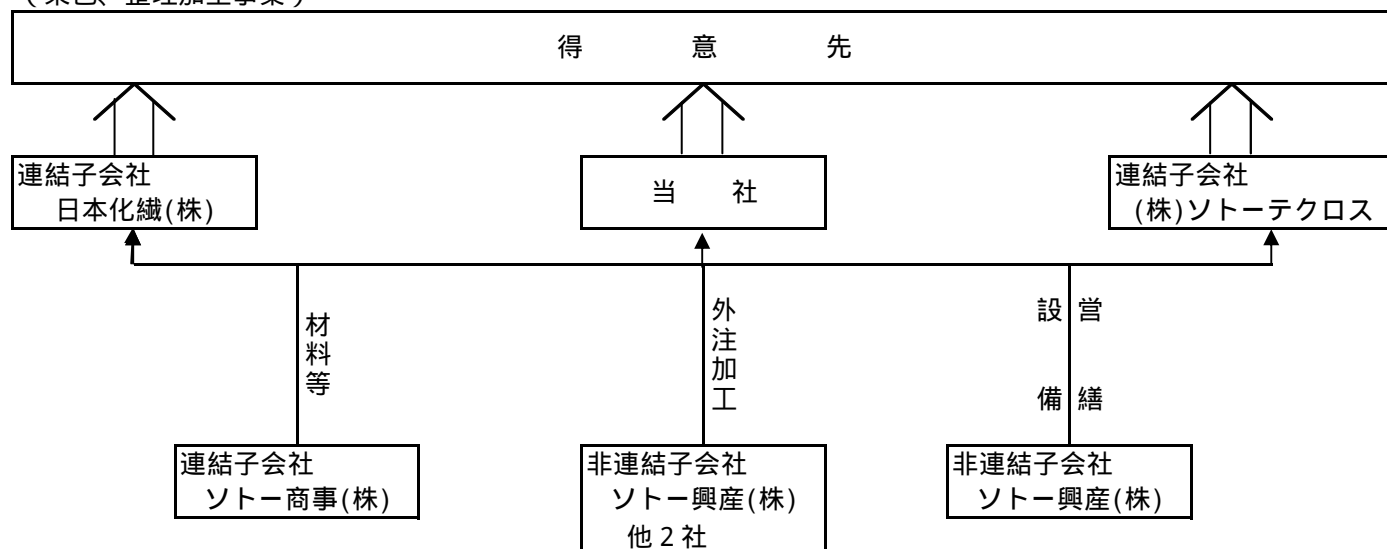 (染色、整理加工事業)
得 意 先
連結子会社
日本化繊(株)
当 社
連結子会社
(株)ソトーテクロス
材料等
外注加工
設備
営繕
連結子会社
ソトー商事(株)
非連結子会社
ソトー興産(株)
他2社
非連結子会社
ソトー興産(株)